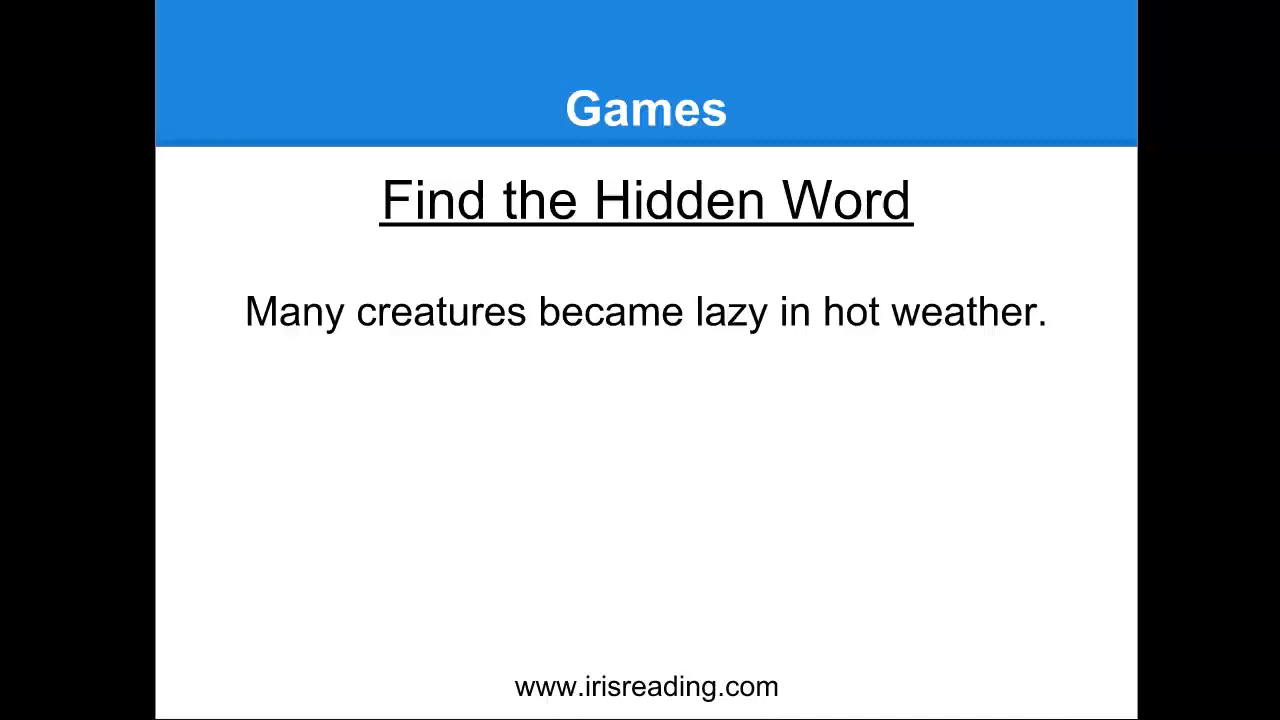 Games
Find the Hidden Word
Many creatures became lazy in hot weather.
www.irisreading.com